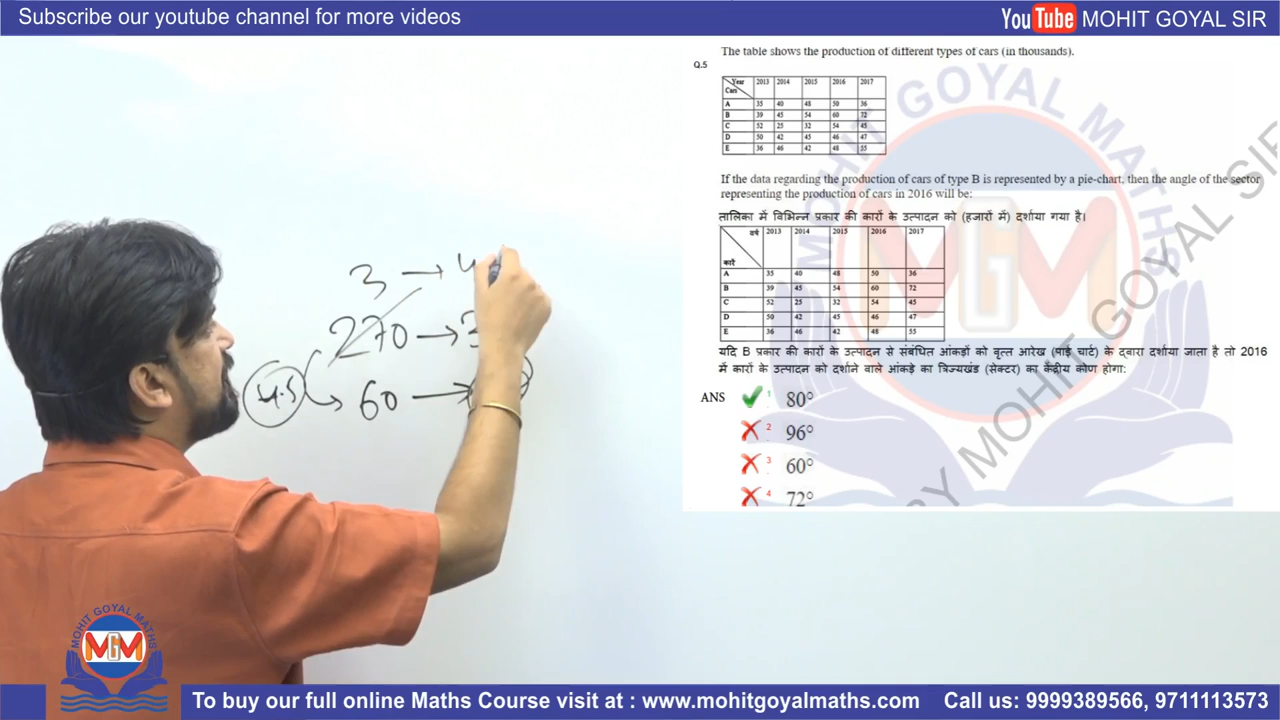 Subscribe our youtube channel for more videos
YouTube MOHIT GOYAL SIR
The table shows the production of different types of cars (in thousands).
Q.5
Year 2013 2014 2015 2016 2017
Cars
A 35 40 48 50 36
B 39 45 54 60 72
C 52 25 32 54 45
D 50 42 45 46 47
E 36 46 42 48 55
If the data regarding the production of cars of type B is represented by a pie-chart, then the angle of the sector
representing the production of cars in 2016 will be:
तालिका में विभिन्न प्रकार की कारों के उत्पादन को (हजारों में) दर्शाया गया है।
वर्ष 2013 2014 2015 2016 2017
कारें
A 35 40 48 50 36
B 39 45 54 60 72
C 52 25 32 54 45
D 50 42 45 46 47
E 36 46 42 48 55
यदि B प्रकार की कारों के उत्पादन से संबंधित आंकड़ों को वृत्त आरेख (पाई चार्ट) के द्वारा दर्शाया जाता है तो 2016
में कारों के उत्पादन को दर्शाने वाले आंकड़े का त्रिज्यखंड (सेक्टर) का केंद्रीय कोण होगा:
ANS 1 80°
2 96°
3 60°
4 72°
3 → 4
270 → 3
4.5 60 →
GOYAL MATHS
BY MOHIT GOYAL SIR
MOHIT GOYAL MATHS
MGM
To buy our full online Maths Course visit at : www.mohitgoyalmaths.com Call us: 9999389566, 9711113573